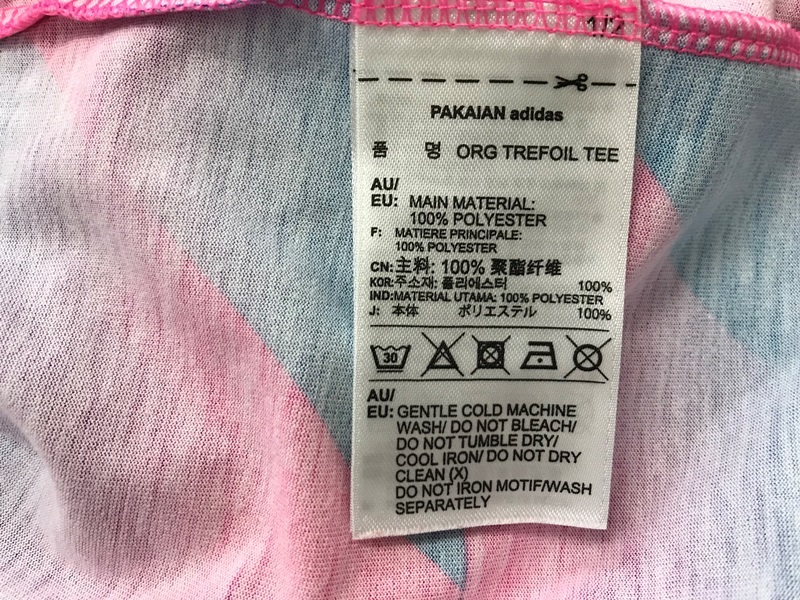 1/2
PAKAIAN adidas
품 명 ORG TREFOIL TEE
AU/
EU: MAIN MATERIAL:
100% POLYESTER
F: MATIERE PRINCIPALE:
100% POLYESTER
CN: 主料: 100% 聚酯纤维
KOR: 주소재: 폴리에스터 100%
IND: MATERIAL UTAMA: 100% POLYESTER
J: 本体 ポリエステル 100%
30
AU/
EU: GENTLE COLD MACHINE
WASH/ DO NOT BLEACH/
DO NOT TUMBLE DRY/
COOL IRON/ DO NOT DRY
CLEAN (X)
DO NOT IRON MOTIF/WASH
SEPARATELY